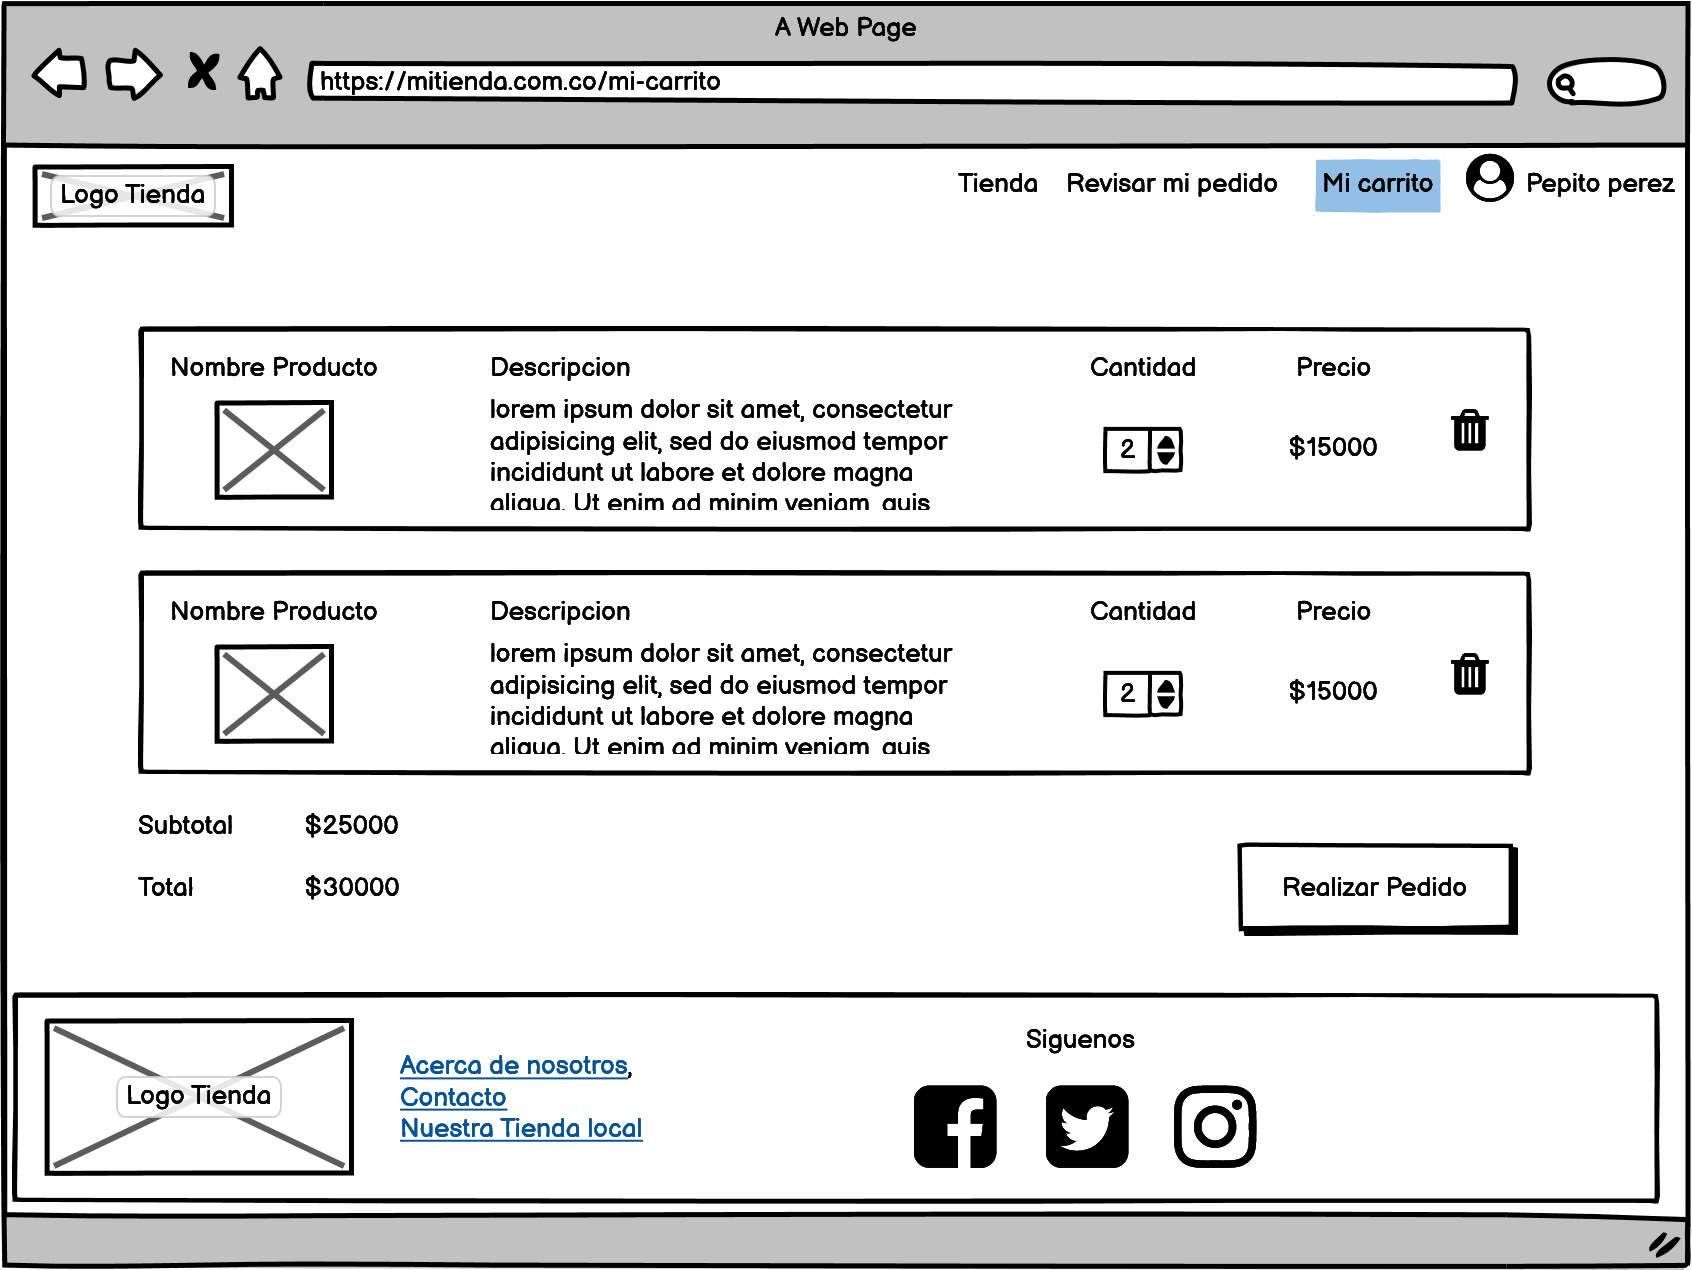 A Web Page
https://mitienda.com.co/mi-carrito
Logo Tienda
Tienda Revisar mi pedido Mi carrito Pepito perez
Nombre Producto Descripcion Cantidad Precio
lorem ipsum dolor sit amet, consectetur
adipisicing elit, sed do eiusmod tempor
incididunt ut labore et dolore magna
aliqua. Ut enim ad minim veniam, quis
2 $15000
Nombre Producto Descripcion Cantidad Precio
lorem ipsum dolor sit amet, consectetur
adipisicing elit, sed do eiusmod tempor
incididunt ut labore et dolore magna
aliqua. Ut enim ad minim veniam, quis
2 $15000
Subtotal $25000
Total $30000
Realizar Pedido
Logo Tienda
Acerca de nosotros,
Contacto
Nuestra Tienda local
Siguenos